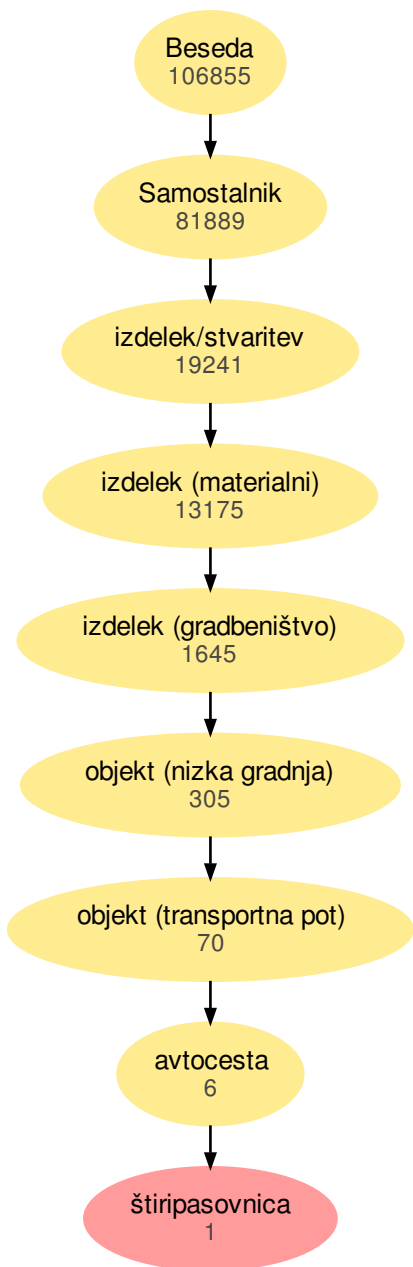 Beseda
106855
Samostalnik
81889
izdelek/stvaritev
19241
izdelek (materialni)
13175
izdelek (gradbeništvo)
1645
objekt (nizka gradnja)
305
objekt (transportna pot)
70
avtocesta
6
štiripasovnica
1